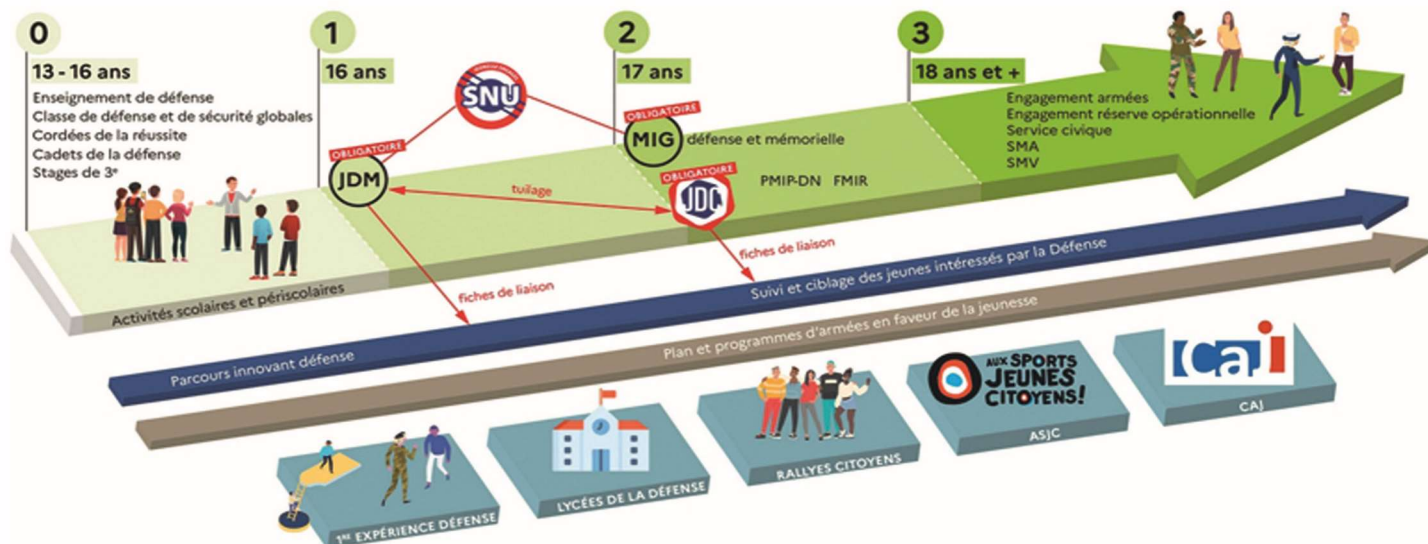 0
13 - 16 ans
Enseignement de défense
Classe de défense et de sécurité globales
Cordées de la réussite
Cadets de la défense
Stages de 3e
Activités scolaires et périscolaires
1
16 ans
SNU
OBLIGATOIRE
JDM
tuilage
fiches de liaison
2
17 ans
OBLIGATOIRE
MIG
défense et mémorielle
OBLIGATOIRE
JDC
PMIP-DN FMIR
fiches de liaison
3
18 ans et +
Engagement armées
Engagement réserve opérationnelle
Service civique
SMA
SMV
Parcours innovant défense
Suivi et ciblage des jeunes intéressés par la Défense
Plan et programmes d'armées en faveur de la jeunesse
1RE EXPÉRIENCE DÉFENSE
LYCÉES DE LA DÉFENSE
RALLYES CITOYENS
AUX SPORTS
JEUNES
CITOYENS!
ASJC
caj
CAJ